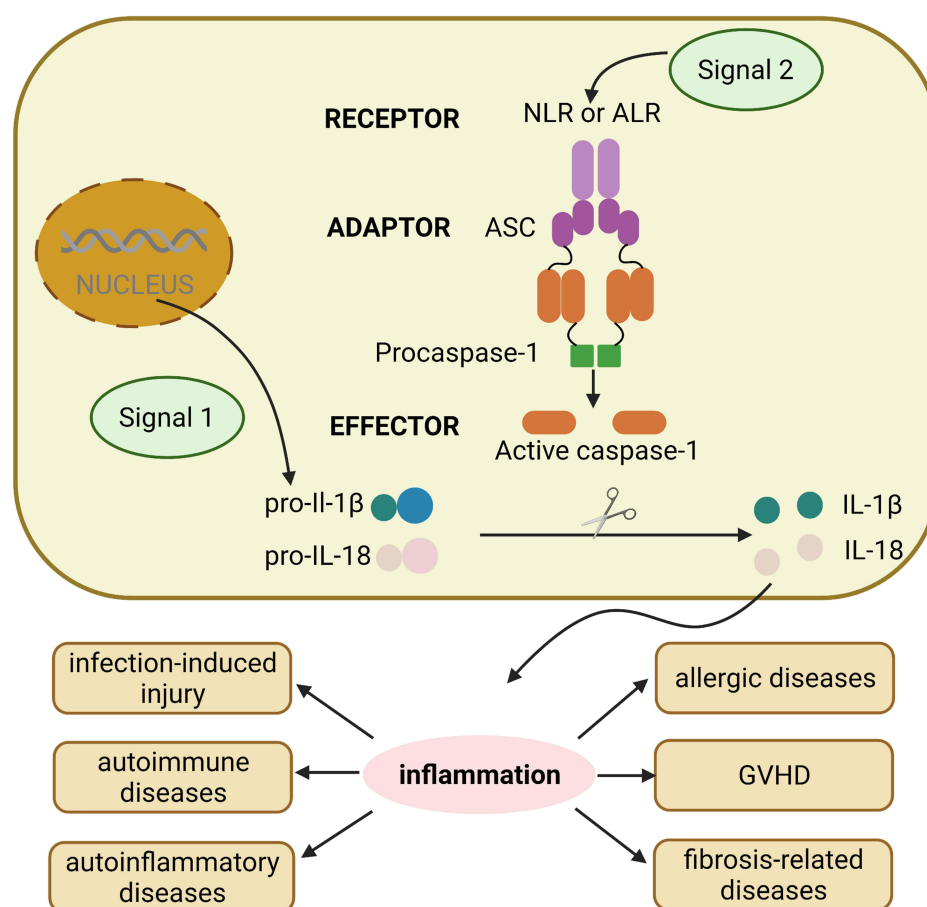 Signal 2
RECEPTOR
NLR or ALR
ADAPTOR
ASC
NUCLEUS
Procaspase-1
Signal 1
EFFECTOR
Active caspase-1
pro-Il-1β
IL-1β
pro-IL-18
IL-18
infection-induced
injury
allergic diseases
autoimmune
diseases
inflammation
GVHD
autoinflammatory
diseases
fibrosis-related
diseases